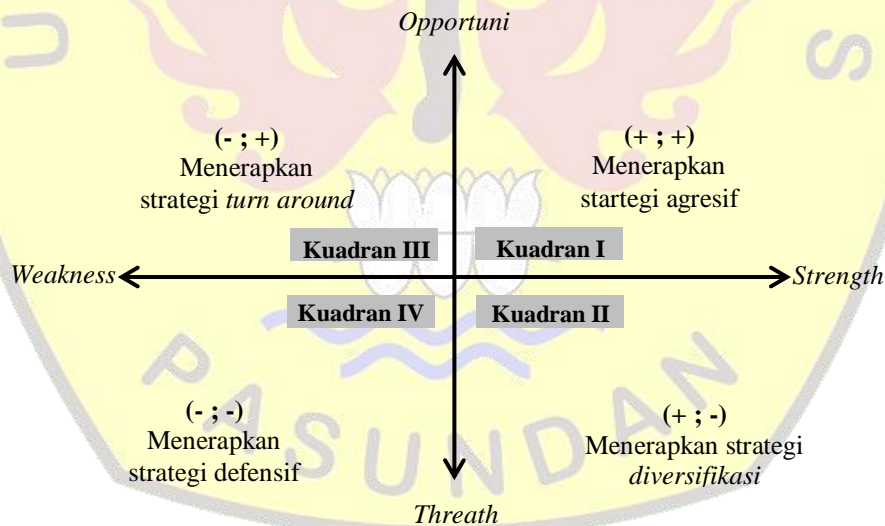 Opportuni
U
S
(- ; +)
Menerapkan
strategi turn around
(+ ; +)
Menerapkan
startegi agresif
Kuadran III
Kuadran I
Weakness
Strength
Kuadran IV
Kuadran II
(- ; -)
Menerapkan
strategi defensif
(+ ; -)
Menerapkan strategi
diversifikasi
PASUNDAN
Threath